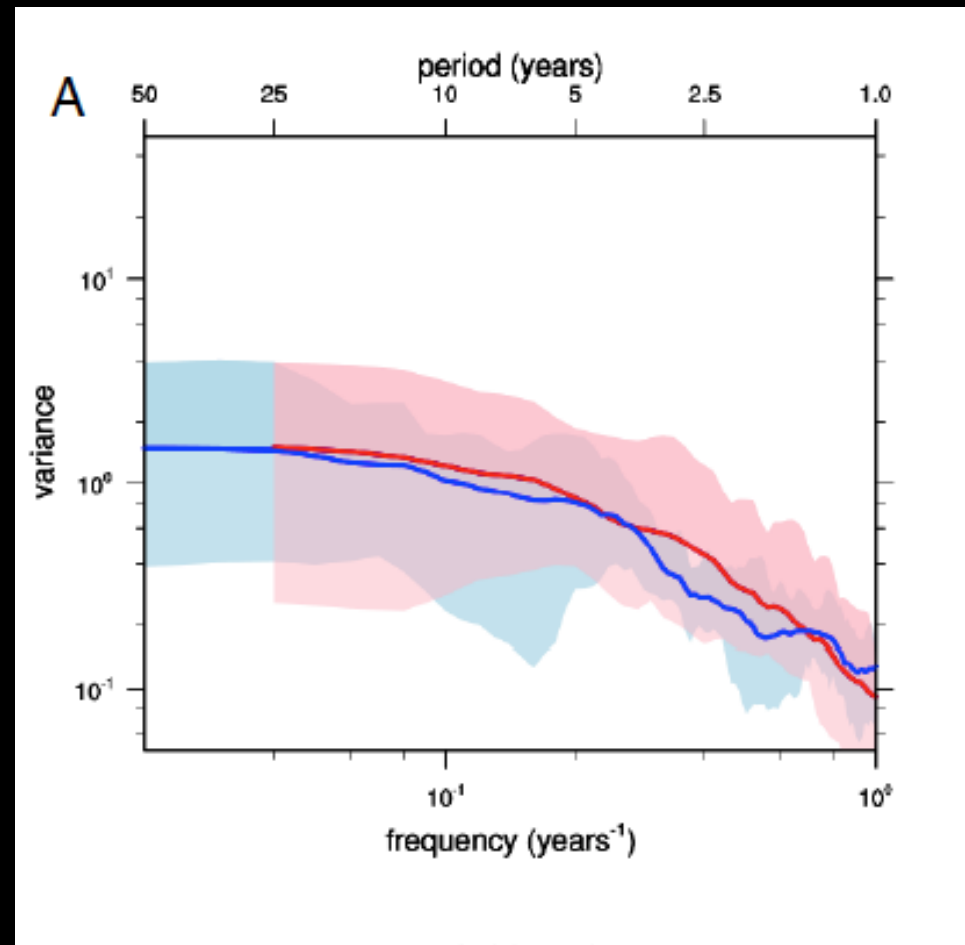 A
period (years)
50 25 10 5 2.5 1.0
variance
10¹
10⁰
10⁻¹
10⁻¹ 10⁰
frequency (years⁻¹)